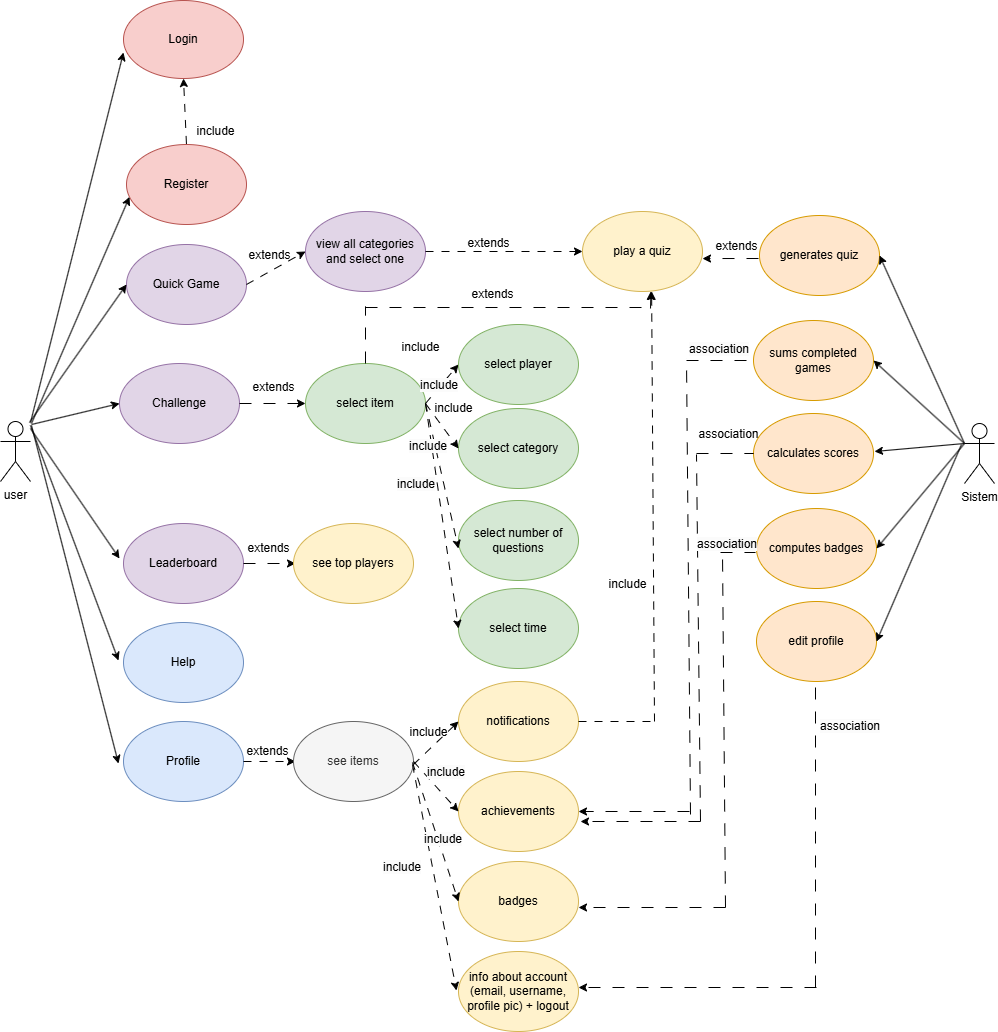 Login
include
Register
view all categories
and select one
extends
play a quiz
extends
generates quiz
extends
Quick Game
extends
include
select player
association
sums completed
games
Challenge
extends
select item
include
include
select category
include
association
calculates scores
include
user
Sistem
Leaderboard
extends
see top players
select number of
questions
association
computes badges
include
select time
edit profile
Help
notifications
include
association
Profile
extends
see items
include
achievements
include
include
badges
info about account
(email, username,
profile pic) + logout